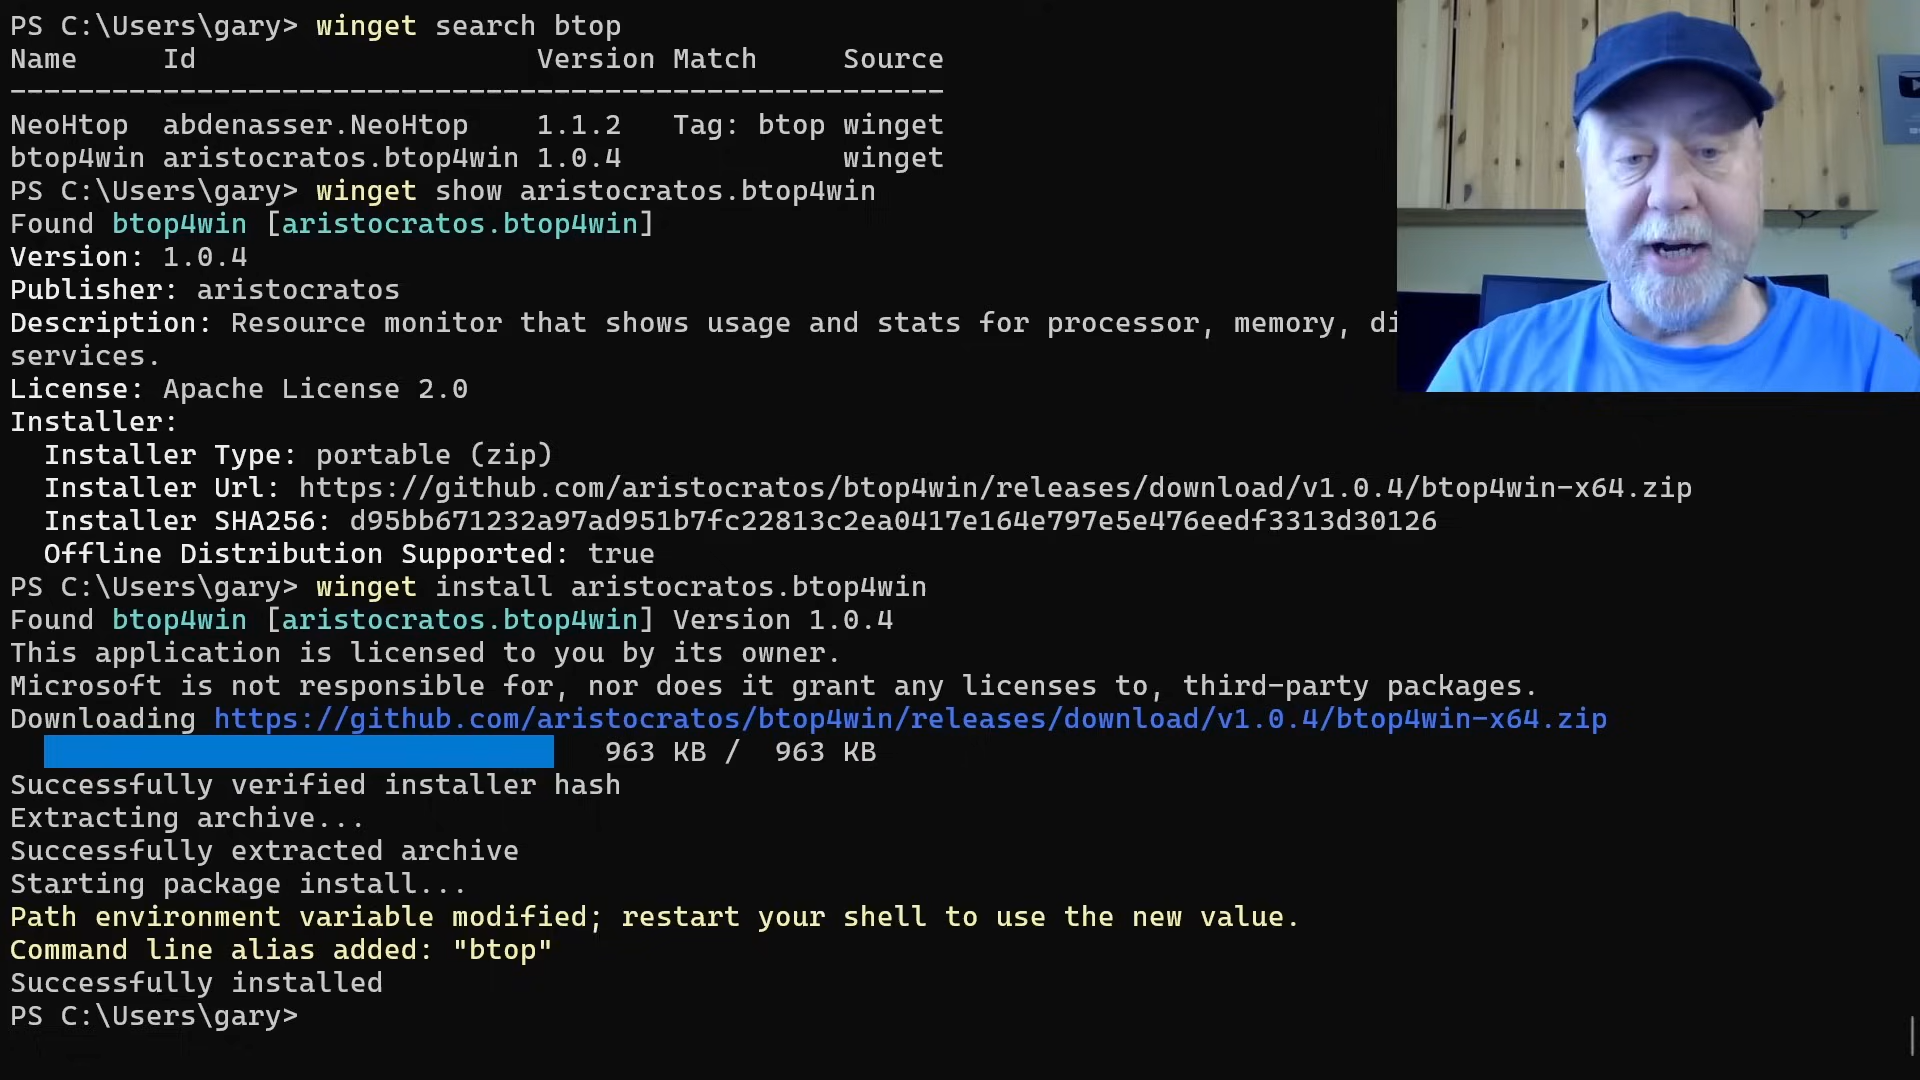 PS C:\Users\gary> winget search btop
Name     Id                    Version Match     Source
-------------------------------------------------------
NeoHtop  abdenasser.NeoHtop    1.1.2   Tag: btop winget
btop4win aristocratos.btop4win 1.0.4             winget
PS C:\Users\gary> winget show aristocratos.btop4win
Found btop4win [aristocratos.btop4win]
Version: 1.0.4
Publisher: aristocratos
Description: Resource monitor that shows usage and stats for processor, memory, di
services.
License: Apache License 2.0
Installer:
  Installer Type: portable (zip)
  Installer Url: https://github.com/aristocratos/btop4win/releases/download/v1.0.4/btop4win-x64.zip
  Installer SHA256: d95bb671232a97ad951b7fc22813c2ea0417e164e797e5e476eedf3313d30126
  Offline Distribution Supported: true
PS C:\Users\gary> winget install aristocratos.btop4win
Found btop4win [aristocratos.btop4win] Version 1.0.4
This application is licensed to you by its owner.
Microsoft is not responsible for, nor does it grant any licenses to, third-party packages.
Downloading https://github.com/aristocratos/btop4win/releases/download/v1.0.4/btop4win-x64.zip
963 KB /  963 KB
Successfully verified installer hash
Extracting archive...
Successfully extracted archive
Starting package install...
Path environment variable modified; restart your shell to use the new value.
Command line alias added: "btop"
Successfully installed
PS C:\Users\gary>